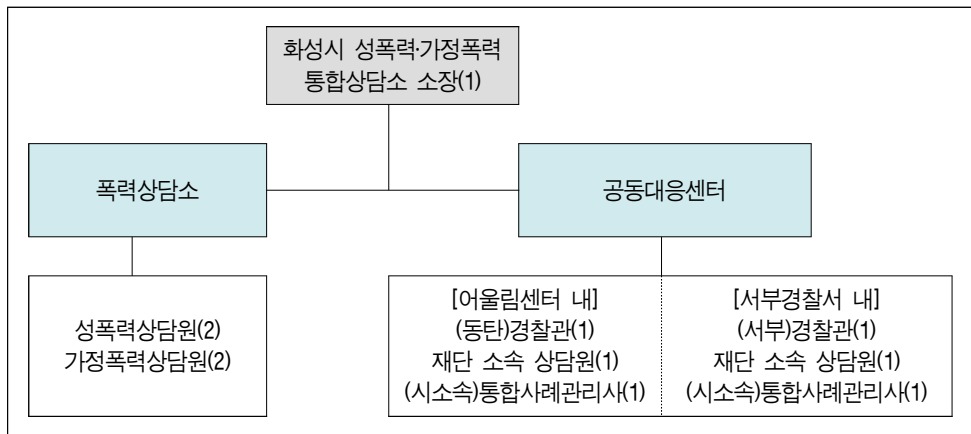 화성시 성폭력·가정폭력
통합상담소 소장(1)
폭력상담소
공동대응센터
성폭력상담원(2)
가정폭력상담원(2)
[어울림센터 내]
(동탄)경찰관(1)
재단 소속 상담원(1)
(시소속)통합사례관리사(1)
[서부경찰서 내]
(서부)경찰관(1)
재단 소속 상담원(1)
(시소속)통합사례관리사(1)